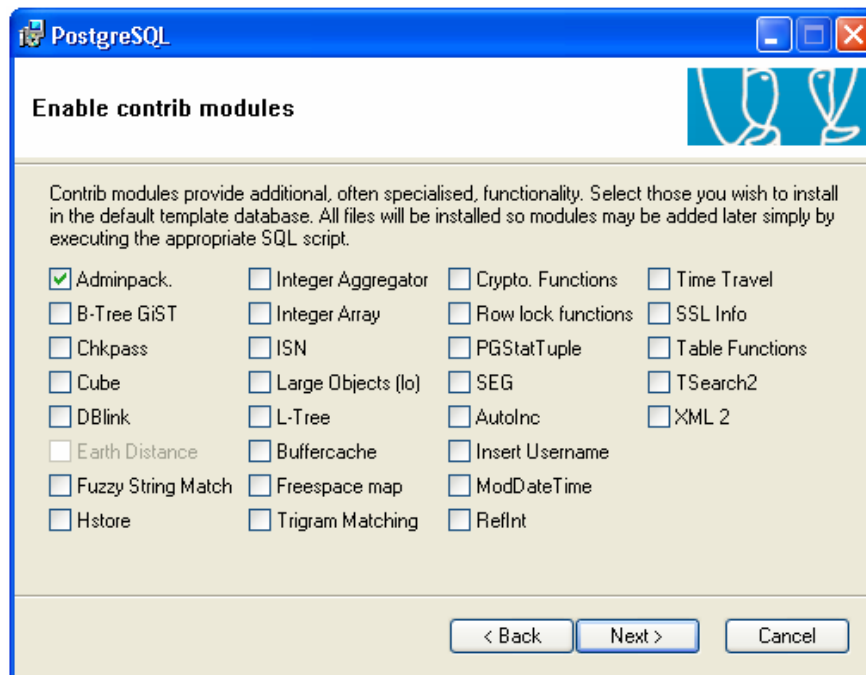 PostgreSQL
Enable contrib modules
Contrib modules provide additional, often specialised, functionality. Select those you wish to install
in the default template database. All files will be installed so modules may be added later simply by
executing the appropriate SQL script.
Adminpack. Integer Aggregator Crypto. Functions Time Travel
B-Tree GiST Integer Array Row lock functions SSL Info
Chkpass ISN PGStatTuple Table Functions
Cube Large Objects (lo) SEG TSearch2
DBlink L-Tree AutoInc XML 2
Earth Distance Buffercache Insert Username
Fuzzy String Match Freespace map ModDateTime
Hstore Trigram Matching RefInt
< Back Next > Cancel